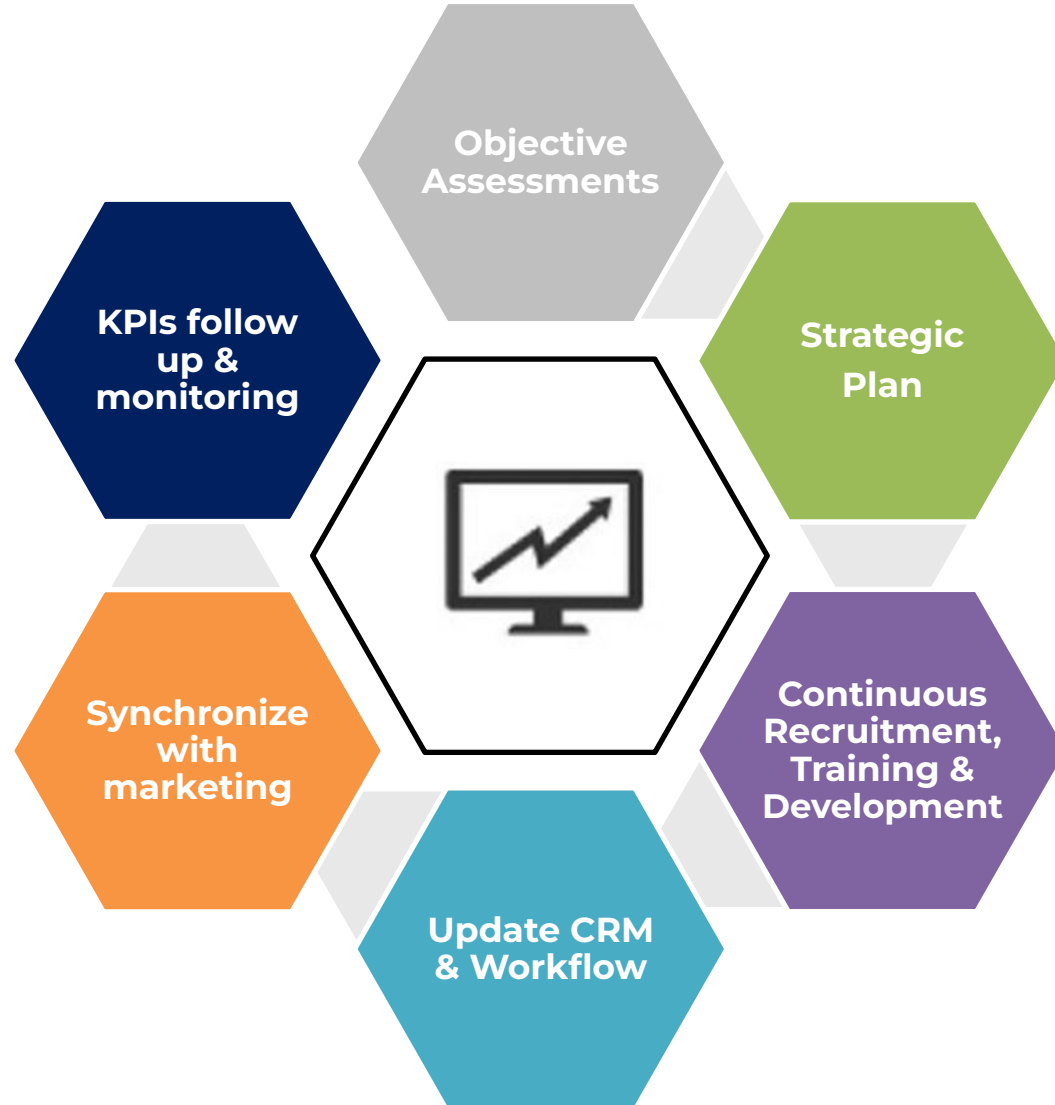 Objective
Assessments
Strategic
Plan
Continuous
Recruitment,
Training &
Development
Update CRM
& Workflow
Synchronize
with
marketing
KPIs follow
up &
monitoring